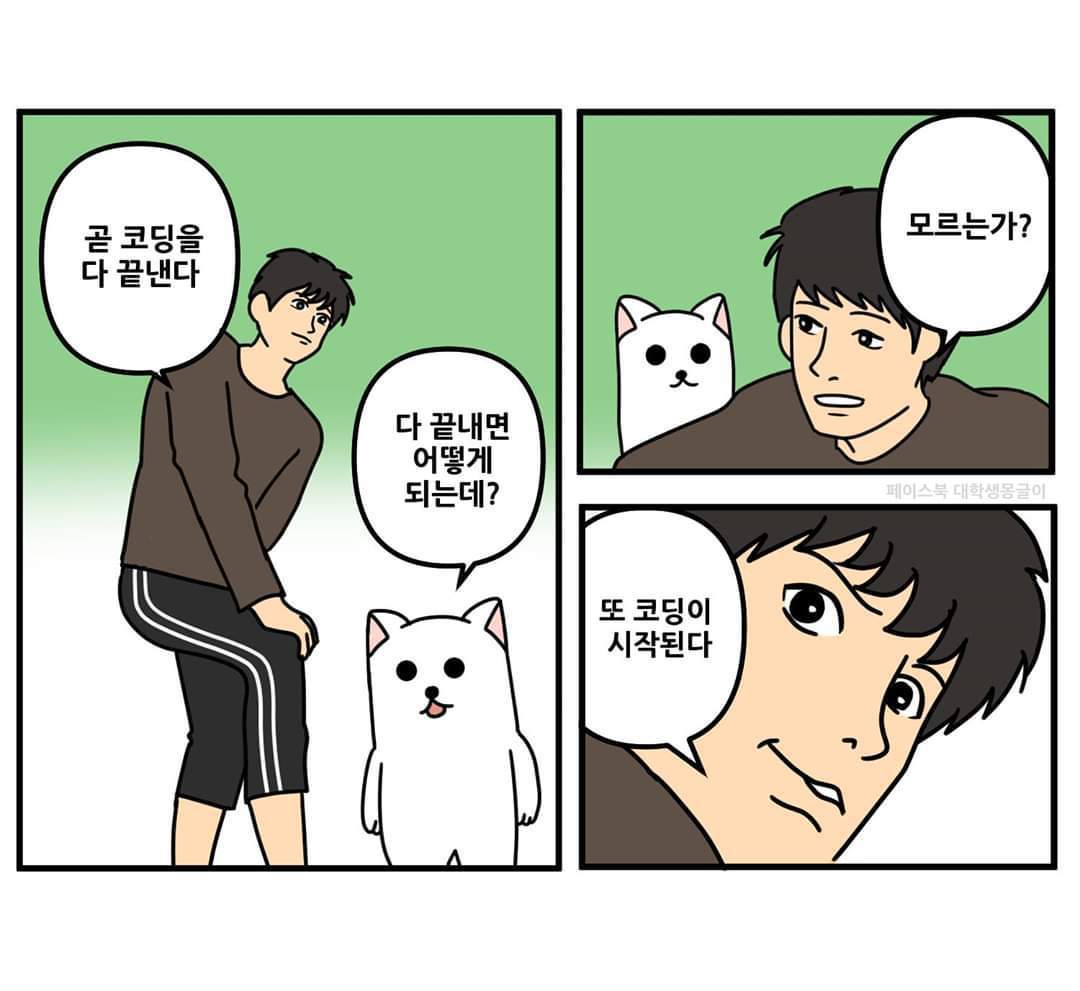 곧 코딩을
다 끝낸다
다 끝내면
어떻게
되는데?
모르는가?
페이스북 대학생몽글이
또 코딩이
시작된다